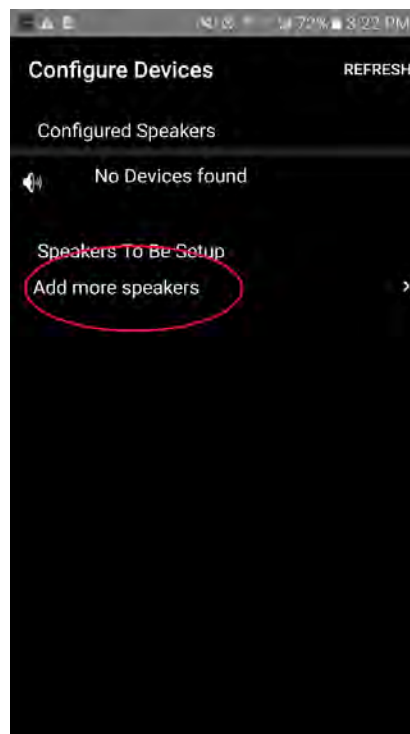 72% 3:22 PM
Configure Devices REFRESH
Configured Speakers
No Devices found
Speakers To Be Setup
Add more speakers